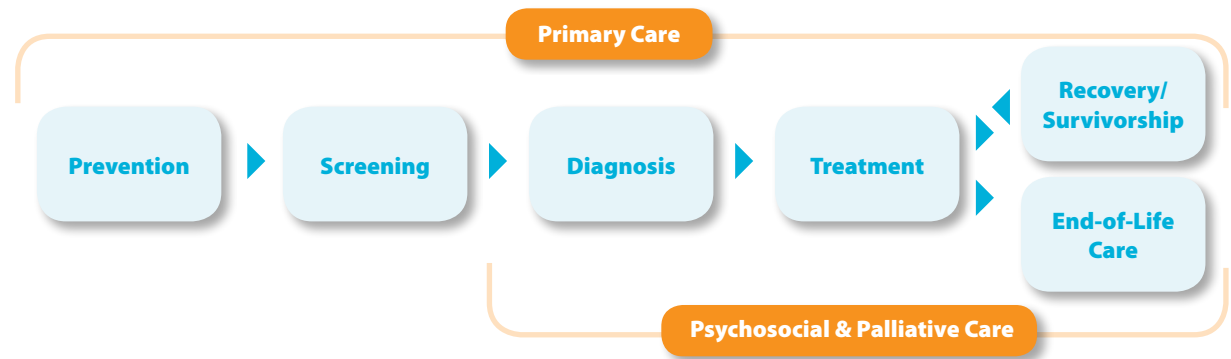 Primary Care
Prevention
Screening
Diagnosis
Treatment
Recovery/
Survivorship
End-of-Life
Care
Psychosocial & Palliative Care